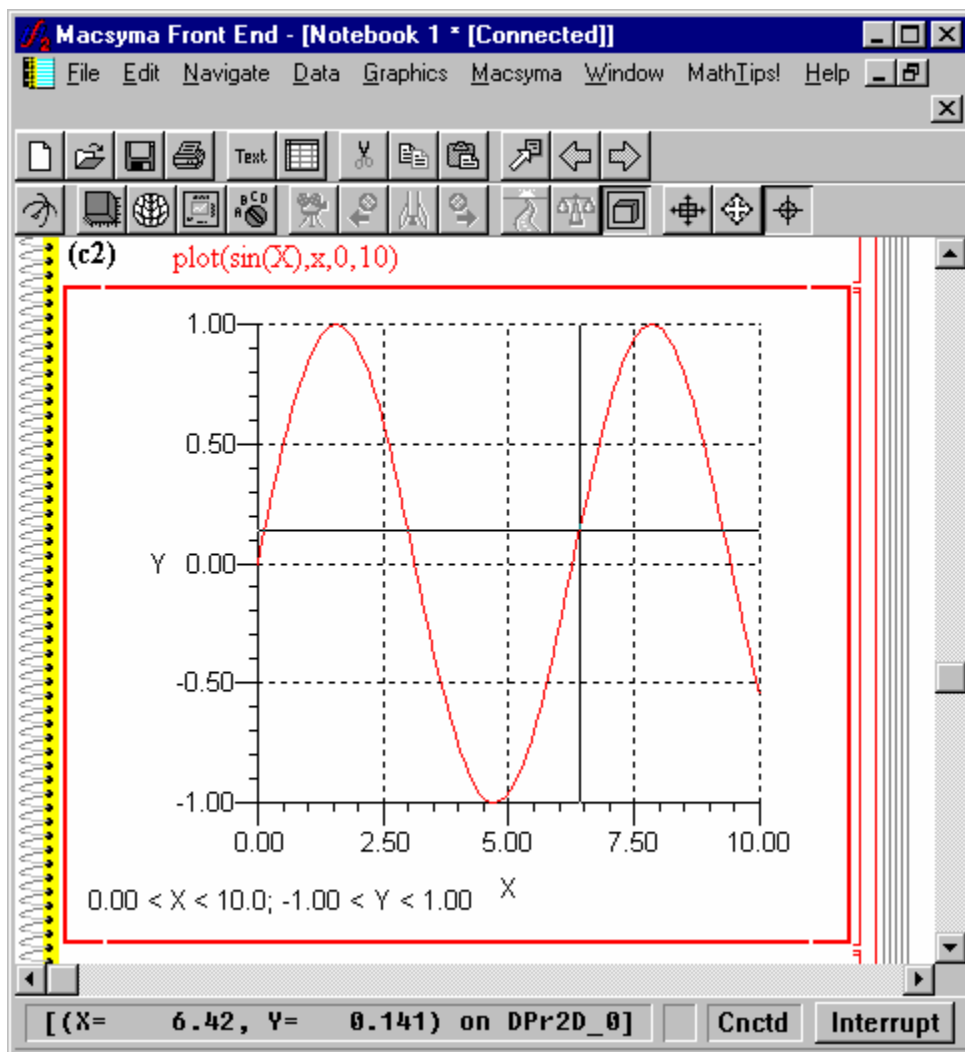 Macsyma Front End - [Notebook 1 * [Connected]]
File Edit Navigate Data Graphics Macsyma Window MathTips! Help
Text
A B C D
(c2) plot(sin(X),x,0,10)
1.00
0.50
Y 0.00
-0.50
-1.00
0.00 2.50 5.00 7.50 10.00
X
0.00 < X < 10.0; -1.00 < Y < 1.00
[(X= 6.42, Y= 0.141) on DPr2D_0] Cnctd Interrupt